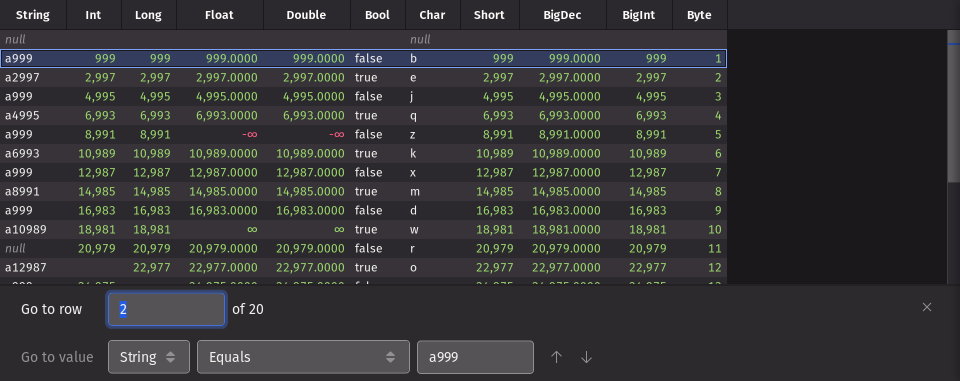 String Int Long Float Double Bool Char Short BigDec BigInt Byte
null null
a999 999 999 999.0000 999.0000 false b 999 999.0000 999 1
a2997 2,997 2,997 2,997.0000 2,997.0000 true e 2,997 2,997.0000 2,997 2
a999 4,995 4,995 4,995.0000 4,995.0000 false j 4,995 4,995.0000 4,995 3
a4995 6,993 6,993 6,993.0000 6,993.0000 true q 6,993 6,993.0000 6,993 4
a999 8,991 8,991 -∞ -∞ false z 8,991 8,991.0000 8,991 5
a6993 10,989 10,989 10,989.0000 10,989.0000 true k 10,989 10,989.0000 10,989 6
a999 12,987 12,987 12,987.0000 12,987.0000 false x 12,987 12,987.0000 12,987 7
a8991 14,985 14,985 14,985.0000 14,985.0000 true m 14,985 14,985.0000 14,985 8
a999 16,983 16,983 16,983.0000 16,983.0000 false d 16,983 16,983.0000 16,983 9
a10989 18,981 18,981 ∞ ∞ true w 18,981 18,981.0000 18,981 10
null 20,979 20,979 20,979.0000 20,979.0000 false r 20,979 20,979.0000 20,979 11
a12987 22,977 22,977.0000 22,977.0000 true o 22,977 22,977.0000 22,977 12
Go to row 2 of 20
Go to value String Equals a999